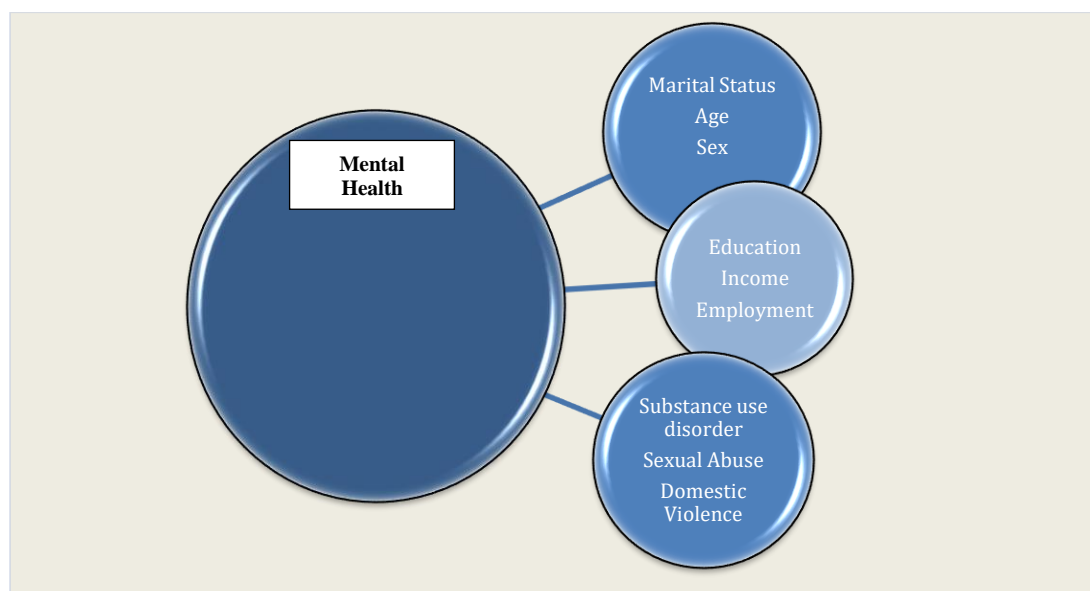 Mental
Health
Marital Status
Age
Sex
Education
Income
Employment
Substance use
disorder
Sexual Abuse
Domestic
Violence